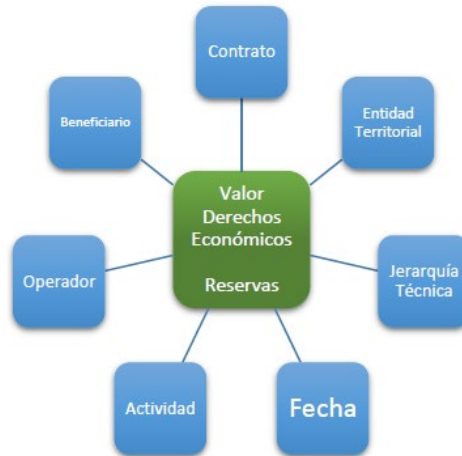 Contrato
Beneficiario
Entidad
Territorial
Valor
Derechos
Económicos
Reservas
Operador
Jerarquía
Técnica
Actividad
Fecha